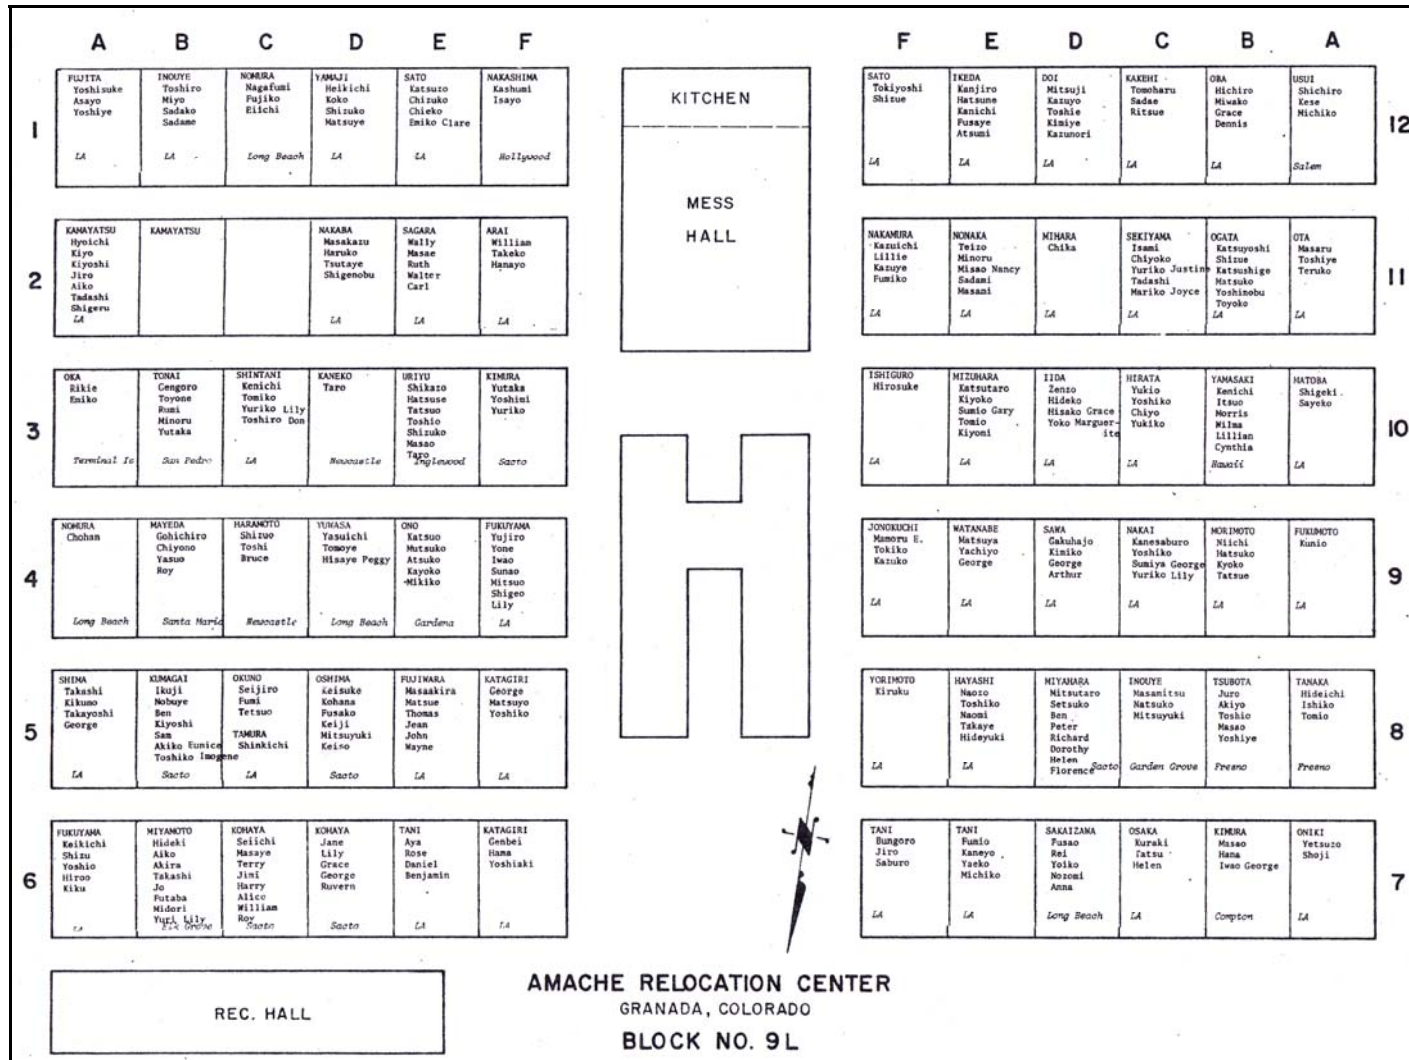 A
B
C
D
E
F
1
FUJITA
Yoshisuke
Asayo
Yoshiye
LA
INOUYE
Toshiro
Miyo
Sadako
Sadame
LA
NOMURA
Nagafumi
Fujiko
Eiichi
Long Beach
YAMAJI
Heikichi
Koko
Shizuko
Matsuye
LA
SATO
Katsuzo
Chizuko
Chieko
Emiko Clare
LA
NAKASHIMA
Kashumi
Isayo
Hollywood
2
KAMAYATSU
Hyoichi
Kiyo
Kiyoshi
Jiro
Aiko
Tadashi
Shigeru
LA
KAMAYATSU
NAKABA
Masakazu
Haruko
Tsutaye
Shigenobu
LA
SAGARA
Wally
Masae
Ruth
Walter
Carl
LA
ARAI
William
Takeko
Hanayo
LA
3
OKA
Rikie
Emiko
Terminal Is
TONAI
Gengoro
Toyone
Rumi
Minoru
Yutaka
San Pedro
SHINTANI
Kenichi
Tomiko
Yuriko Lily
Toshiro Don
LA
KANEKO
Taro
Newcastle
URIYU
Shikazo
Hatsuse
Tatsuo
Toshio
Shizuko
Masao
Taro
Inglewood
KIMURA
Yutaka
Yoshimi
Yuriko
Sacto
4
NOMURA
Chohan
Long Beach
MAYEDA
Gohichiro
Chiyono
Yasuo
Roy
Santa Maria
HARAMOTO
Shizuo
Toshi
Bruce
Newcastle
YUWASA
Yasuichi
Tomoye
Hisaye Peggy
Long Beach
ONO
Katsuo
Mutsuko
Atsuko
Kayoko
Mikiko
Gardena
FUKUYAMA
Yujiro
Yone
Iwao
Sunao
Mitsuo
Shigeo
Lily
LA
5
SHIMA
Takashi
Kikuno
Takayoshi
George
LA
KUMAGAI
Ikuji
Nobuye
Ben
Kiyoshi
Sam
Akiko Eunice
Toshiko Imogene
Sacto
OKUNO
Seijiro
Fumi
Tetsuo
TAMURA
Shinkichi
LA
OSHIMA
Keisuke
Kohana
Fusako
Keiji
Mitsuyuki
Keiso
Sacto
FUJIWARA
Masaakira
Matsue
Thomas
Jean
John
Wayne
LA
KATAGIRI
George
Matsuyo
Yoshiko
LA
6
FUKUYAMA
Keikichi
Shizu
Yoshio
Hiroo
Kiku
LA
MIYAMOTO
Hideki
Aiko
Akira
Takashi
Jo
Futaba
Midori
Yuri Lily
Elk Grove
KOHAYA
Seiichi
Masaye
Terry
Jimi
Harry
Alice
William
Roy
Sacto
KOHAYA
Jane
Lily
Grace
George
Ruvern
Sacto
TANI
Aya
Rose
Daniel
Benjamin
LA
KATAGIRI
Genbei
Hama
Yoshiaki
LA
KITCHEN
MESS
HALL
F
E
D
C
B
A
SATO
Tokiyoshi
Shizue
LA
IKEDA
Kanjiro
Hatsune
Kanichi
Fusaye
Atsumi
LA
DOI
Mitsuji
Kazuyo
Toshie
Kimiye
Kazunori
LA
KAKEHI
Tomoharu
Sadae
Ritsue
LA
OBA
Hichiro
Miwako
Grace
Dennis
LA
USUI
Shichiro
Kese
Michiko
Salem
12
NAKAMURA
Kazuichi
Lillie
Kazuye
Fumiko
LA
NONAKA
Teizo
Minoru
Misao Nancy
Sadami
Masami
LA
MIHARA
Chika
LA
SEKIYAMA
Isami
Chiyoko
Yuriko Justine
Tadashi
Mariko Joyce
LA
OGATA
Katsuyoshi
Shizue
Katsushige
Matsuko
Yoshinobu
Toyoko
LA
OTA
Masaru
Toshiye
Teruko
LA
11
ISHIGURO
Hirosuke
LA
MIZUHARA
Katsutaro
Kiyoko
Sumio Gary
Tomio
Kiyomi
LA
IIDA
Zenzo
Hideko
Hisako Grace
Yoko Marguer-
ite
LA
HIRATA
Yukio
Yoshiko
Chiyo
Yukiko
LA
YAMASAKI
Kenichi
Itsuo
Morris
Wilma
Lillian
Cynthia
Hawaii
MATOBA
Shigeki
Sayeko
LA
10
JONOKUCHI
Mamoru E.
Tokiko
Kazuko
LA
WATANABE
Matsuya
Yachiyo
George
LA
SAWA
Gakuhajo
Kimiko
George
Arthur
LA
NAKAI
Kanesaburo
Yoshiko
Sumiya George
Yuriko Lily
LA
MORIMOTO
Niichi
Hatsuko
Kyoko
Tatsue
LA
FUKUMOTO
Kunio
LA
9
YORIMOTO
Kiruku
LA
HAYASHI
Naozo
Toshiko
Naomi
Takaye
Hideyuki
LA
MIYAHARA
Mitsutaro
Setsuko
Ben
Peter
Richard
Dorothy
Helen
Florence Sacto
INOUYE
Masamitsu
Natsuko
Mitsuyuki
Garden Grove
TSUBOTA
Juro
Akiyo
Toshio
Masao
Yoshiye
Fresno
TANAKA
Hideichi
Ishiko
Tomio
Fresno
8
TANI
Bungoro
Jiro
Saburo
LA
TANI
Fumio
Kaneyo
Yaeko
Michiko
LA
SAKAIZAWA
Fusao
Rei
Yoiko
Nozomi
Anna
Long Beach
OSAKA
Kuraki
Tatsu
Helen
LA
KIMURA
Masao
Hana
Iwao George
Compton
ONIKI
Yetsuzo
Shoji
LA
7
REC. HALL
AMACHE RELOCATION CENTER
GRANADA, COLORADO
BLOCK NO. 9L